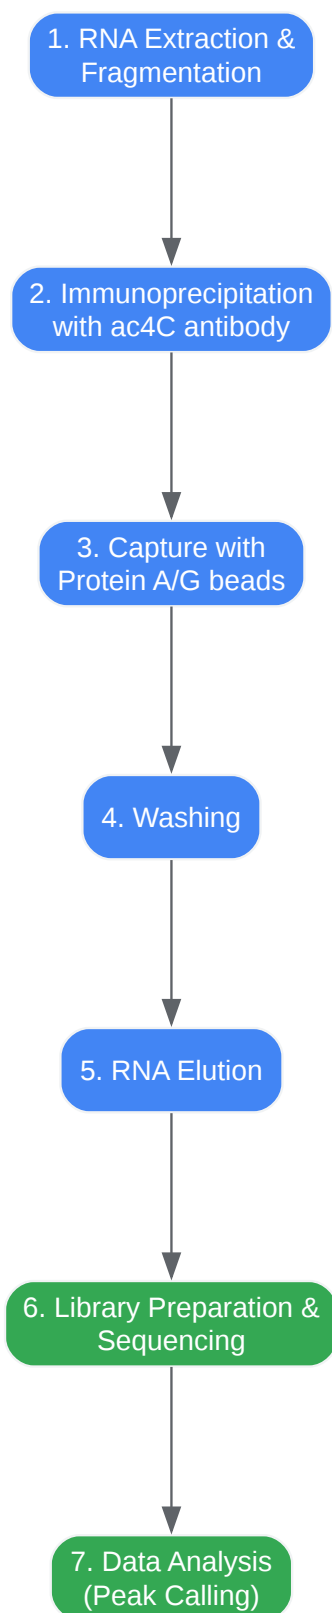 1. RNA Extraction &
Fragmentation
2. Immunoprecipitation
with ac4C antibody
3. Capture with
Protein A/G beads
4. Washing
5. RNA Elution
6. Library Preparation &
Sequencing
7. Data Analysis
(Peak Calling)